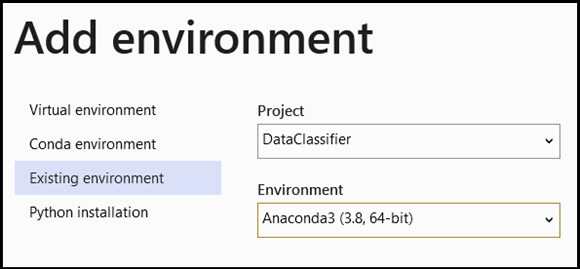 Add environment
Virtual environment
Conda environment
Existing environment
Python installation
Project
DataClassifier
Environment
Anaconda3 (3.8, 64-bit)